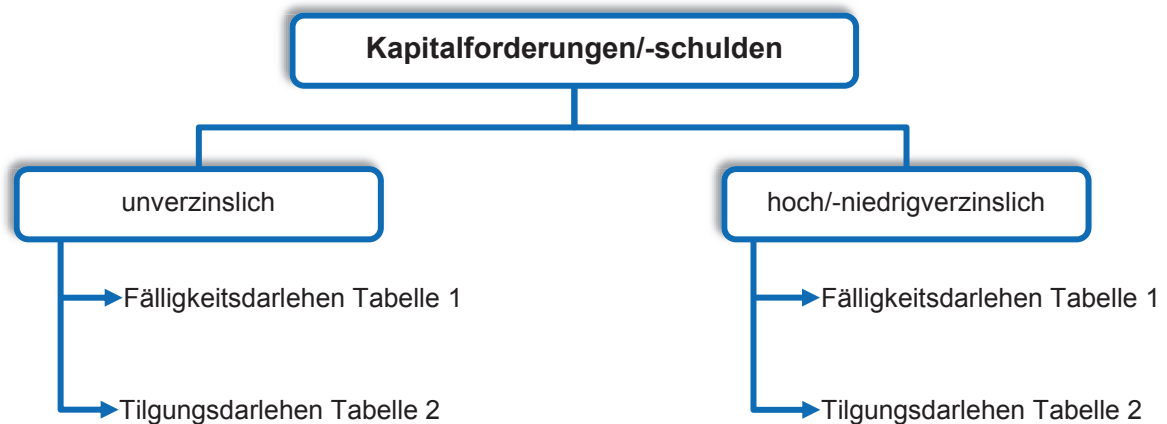 Kapitalforderungen/-schulden
unverzinslich
hoch/-niedrigverzinslich
Fälligkeitsdarlehen Tabelle 1
Fälligkeitsdarlehen Tabelle 1
Tilgungsdarlehen Tabelle 2
Tilgungsdarlehen Tabelle 2